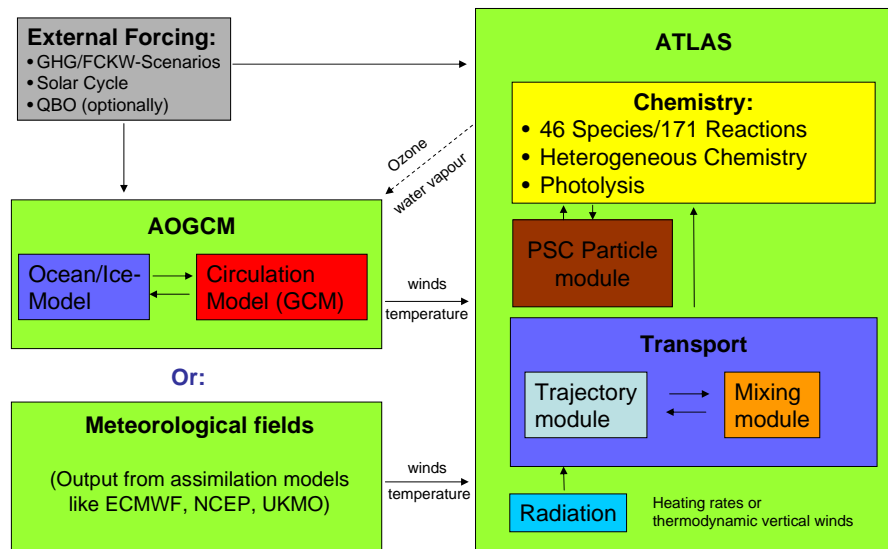 External Forcing:
• GHG/FCKW-Scenarios
• Solar Cycle
• QBO (optionally)
ATLAS
Chemistry:
• 46 Species/171 Reactions
• Heterogeneous Chemistry
• Photolysis
Ozone
water vapour
AOGCM
Ocean/Ice-
Model
Circulation
Model (GCM)
winds
temperature
PSC Particle
module
Transport
Trajectory
module
Mixing
module
Or:
Meteorological fields
(Output from assimilation models
like ECMWF, NCEP, UKMO)
winds
temperature
Radiation
Heating rates or
thermodynamic vertical winds